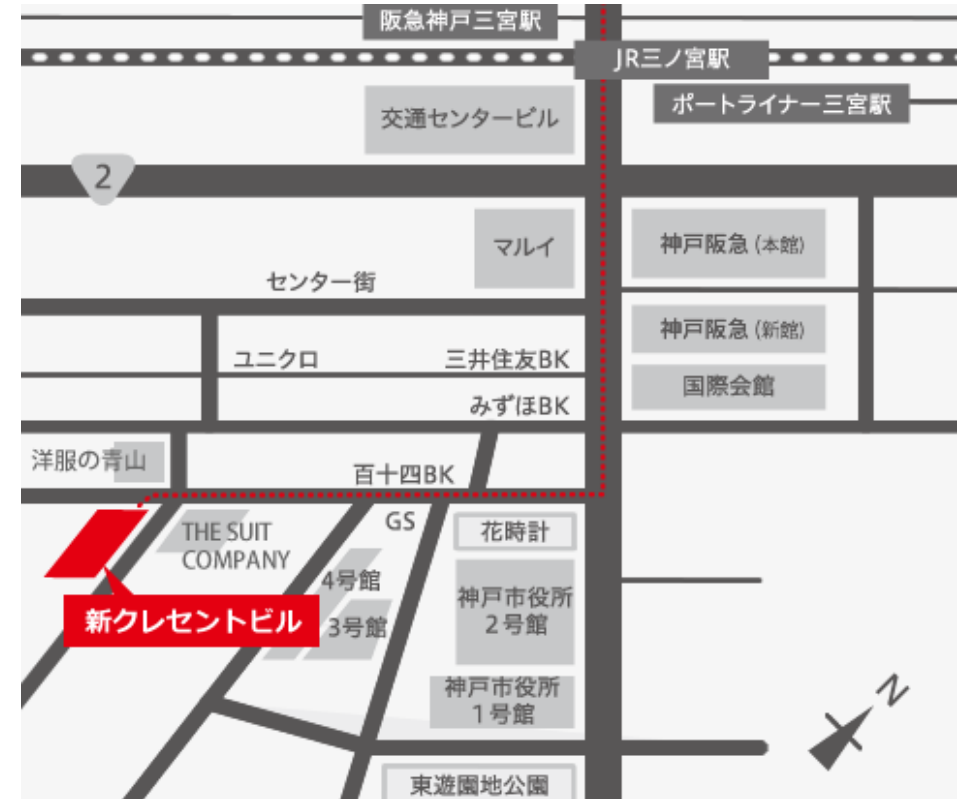 阪急神戸三宮駅
JR三ノ宮駅
ポートライナー三宮駅
交通センタービル
2
マルイ
神戸阪急 (本館)
センター街
神戸阪急 (新館)
ユニクロ
三井住友BK
国際会館
みずほBK
洋服の青山
百十四BK
THE SUIT
COMPANY
GS
花時計
4号館
神戸市役所
2号館
新クレセントビル
3号館
神戸市役所
1号館
N
東遊園地公園